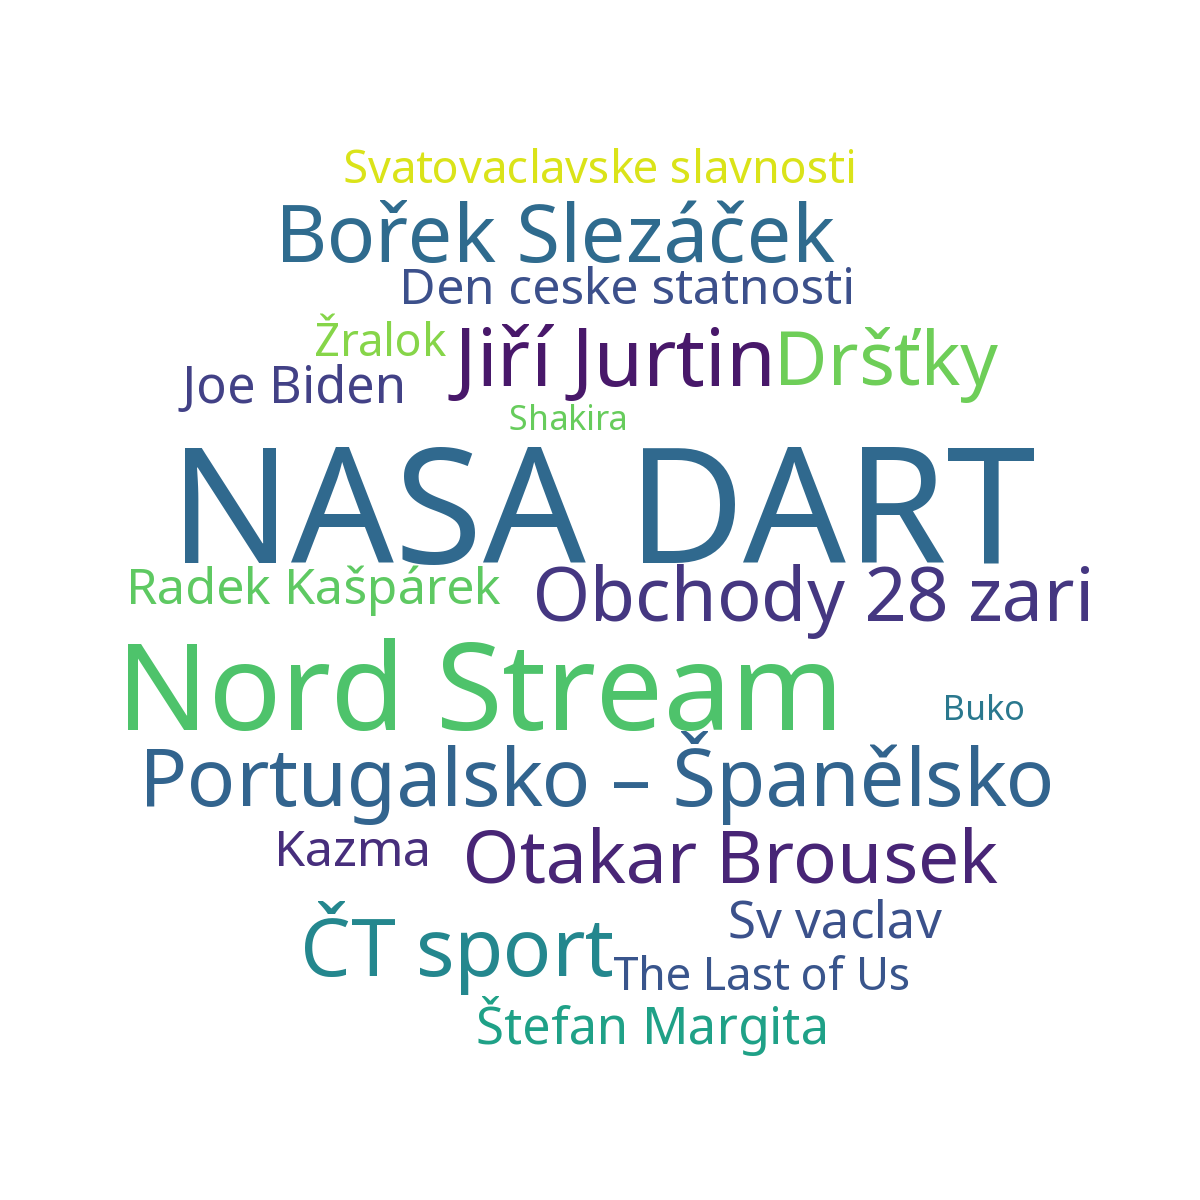 Svatovaclavske slavnosti
Bořek Slezáček
Den ceske statnosti
Žralok
Jiří Jurtin
Dršťky
Joe Biden
Shakira
NASA DART
Radek Kašpárek
Obchody 28 zari
Nord Stream
Buko
Portugalsko – Španělsko
Kazma
Otakar Brousek
ČT sport
Sv vaclav
The Last of Us
Štefan Margita